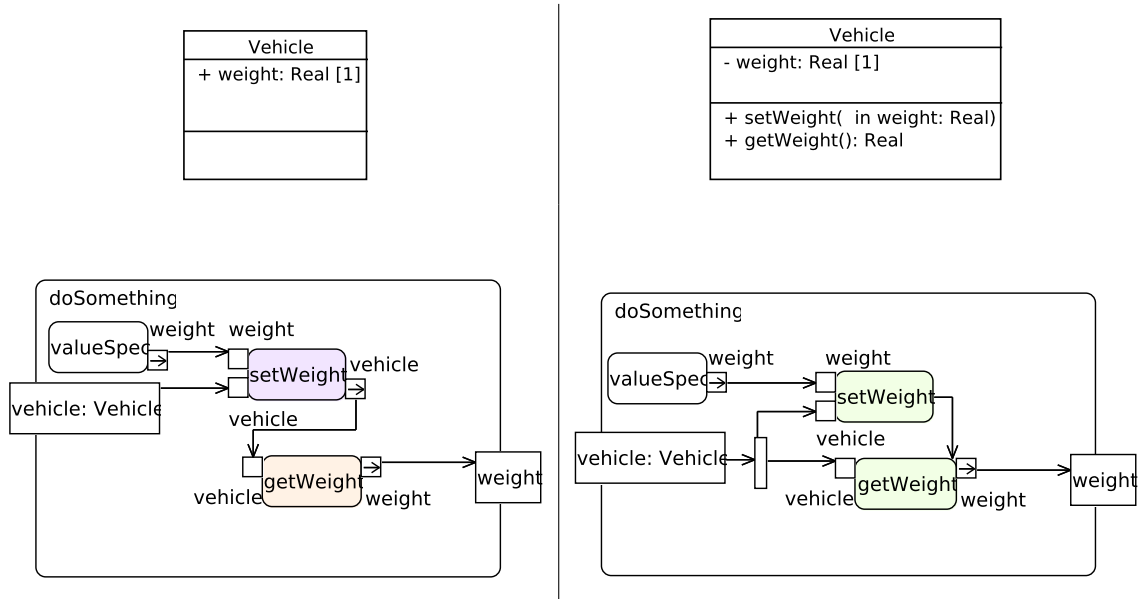 Vehicle
+ weight: Real [1]
doSomething
weight weight
valueSpec
setWeight
vehicle
vehicle: Vehicle
vehicle
getWeight
vehicle
weight
weight
Vehicle
- weight: Real [1]
+ setWeight(  in weight: Real)
+ getWeight(): Real
doSomething
weight
weight
valueSpec
setWeight
vehicle
vehicle: Vehicle
getWeight
vehicle
weight
weight